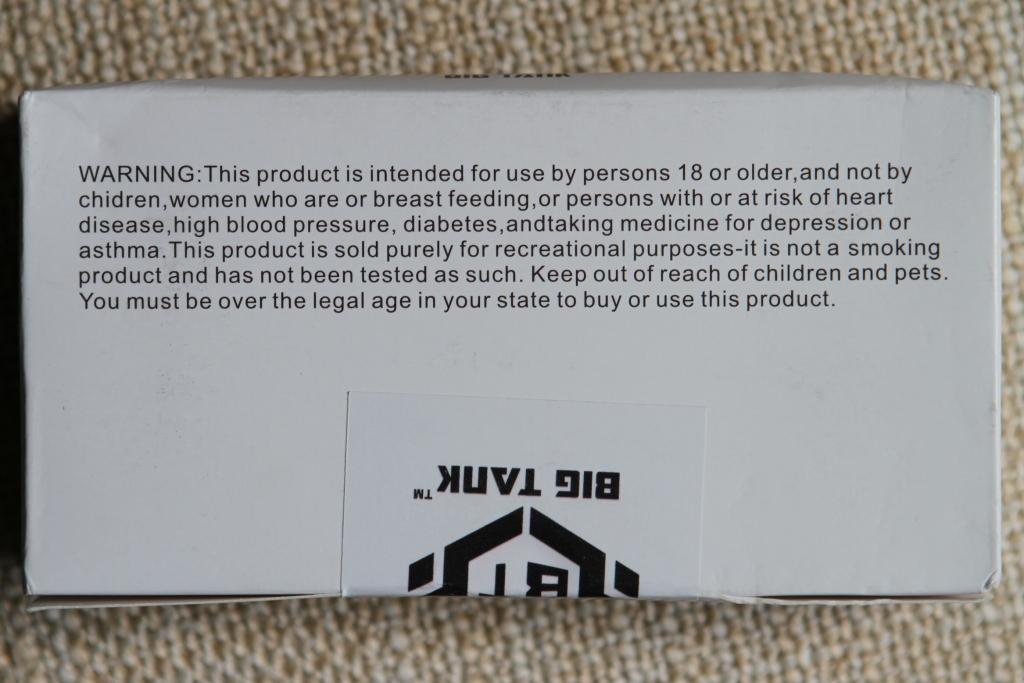 BIG TANK
WARNING:This product is intended for use by persons 18 or older,and not by
chidren,women who are or breast feeding,or persons with or at risk of heart
disease,high blood pressure, diabetes,andtaking medicine for depression or
asthma.This product is sold purely for recreational purposes-it is not a smoking
product and has not been tested as such. Keep out of reach of children and pets.
You must be over the legal age in your state to buy or use this product.
BIG TANK™
BT